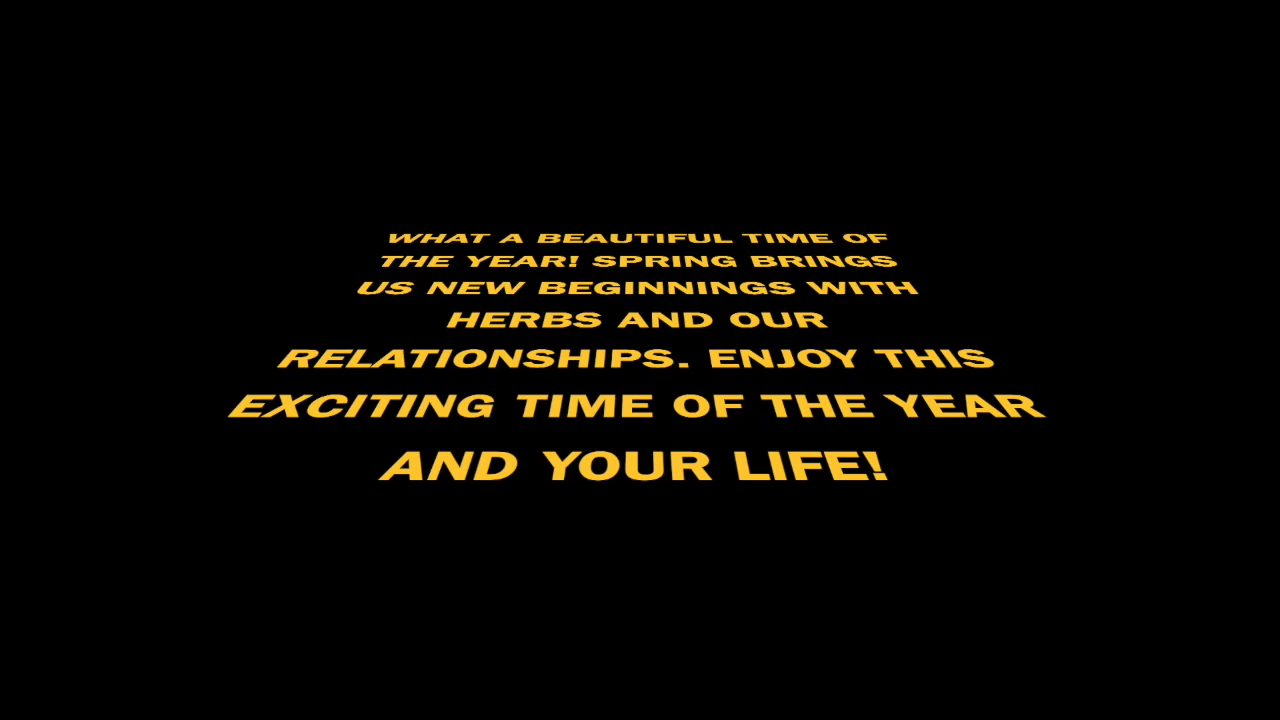 WHAT A BEAUTIFUL TIME OF
THE YEAR! SPRING BRINGS
US NEW BEGINNINGS WITH
HERBS AND OUR
RELATIONSHIPS. ENJOY THIS
EXCITING TIME OF THE YEAR
AND YOUR LIFE!